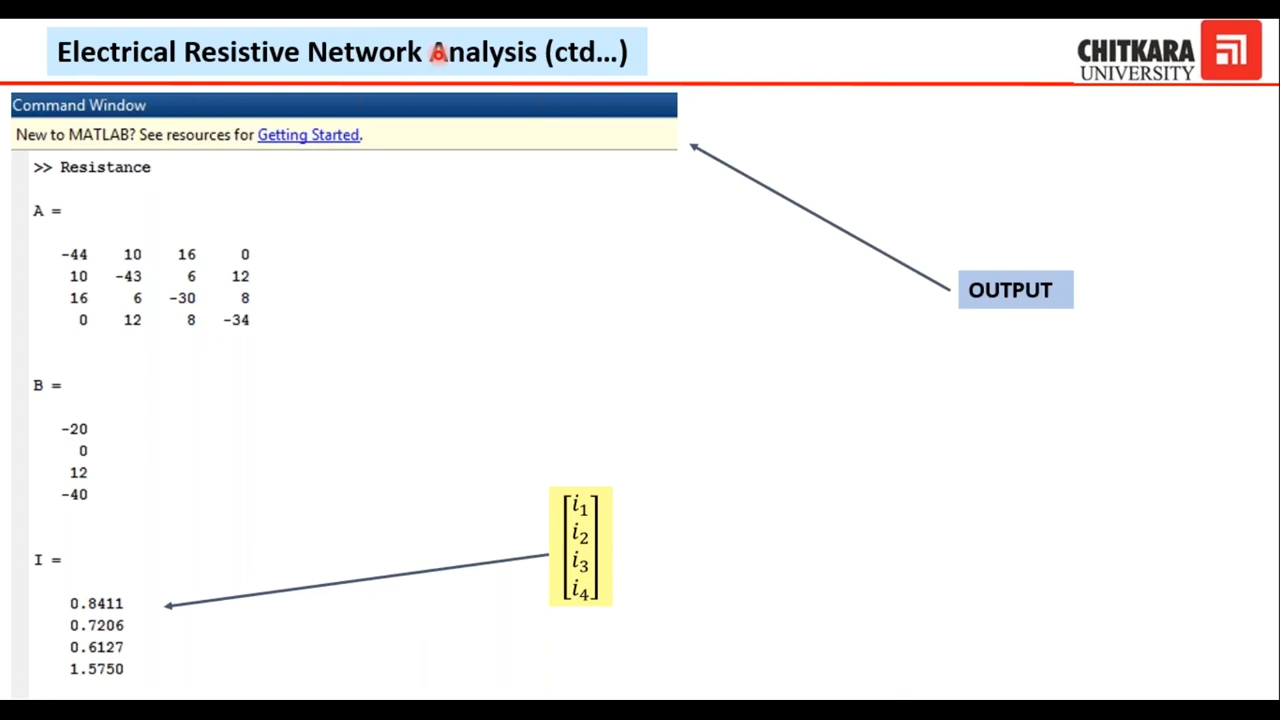 Electrical Resistive Network Analysis (ctd...)
CHITKARA
UNIVERSITY
Command Window
New to MATLAB? See resources for Getting Started.
>> Resistance
A =
-44 10 16 0
10 -43 6 12
16 6 -30 8
0 12 8 -34
OUTPUT
B =
-20
0
12
-40
I =
0.8411
0.7206
0.6127
1.5750
i₁
i₂
i₃
i₄